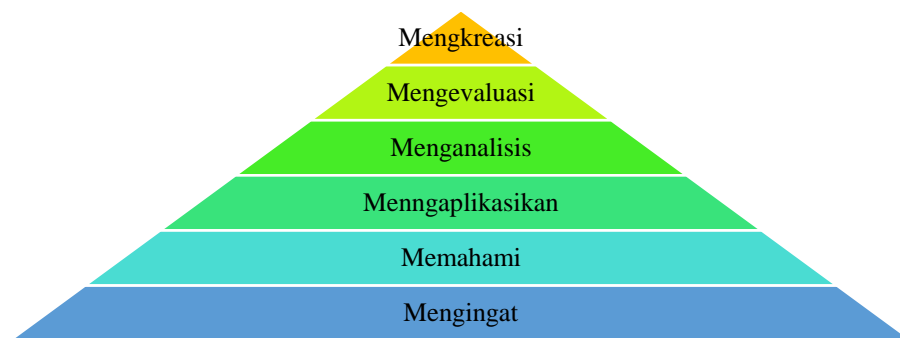 Mengkreasi
Mengevaluasi
Menganalisis
Menngaplikasikan
Memahami
Mengingat